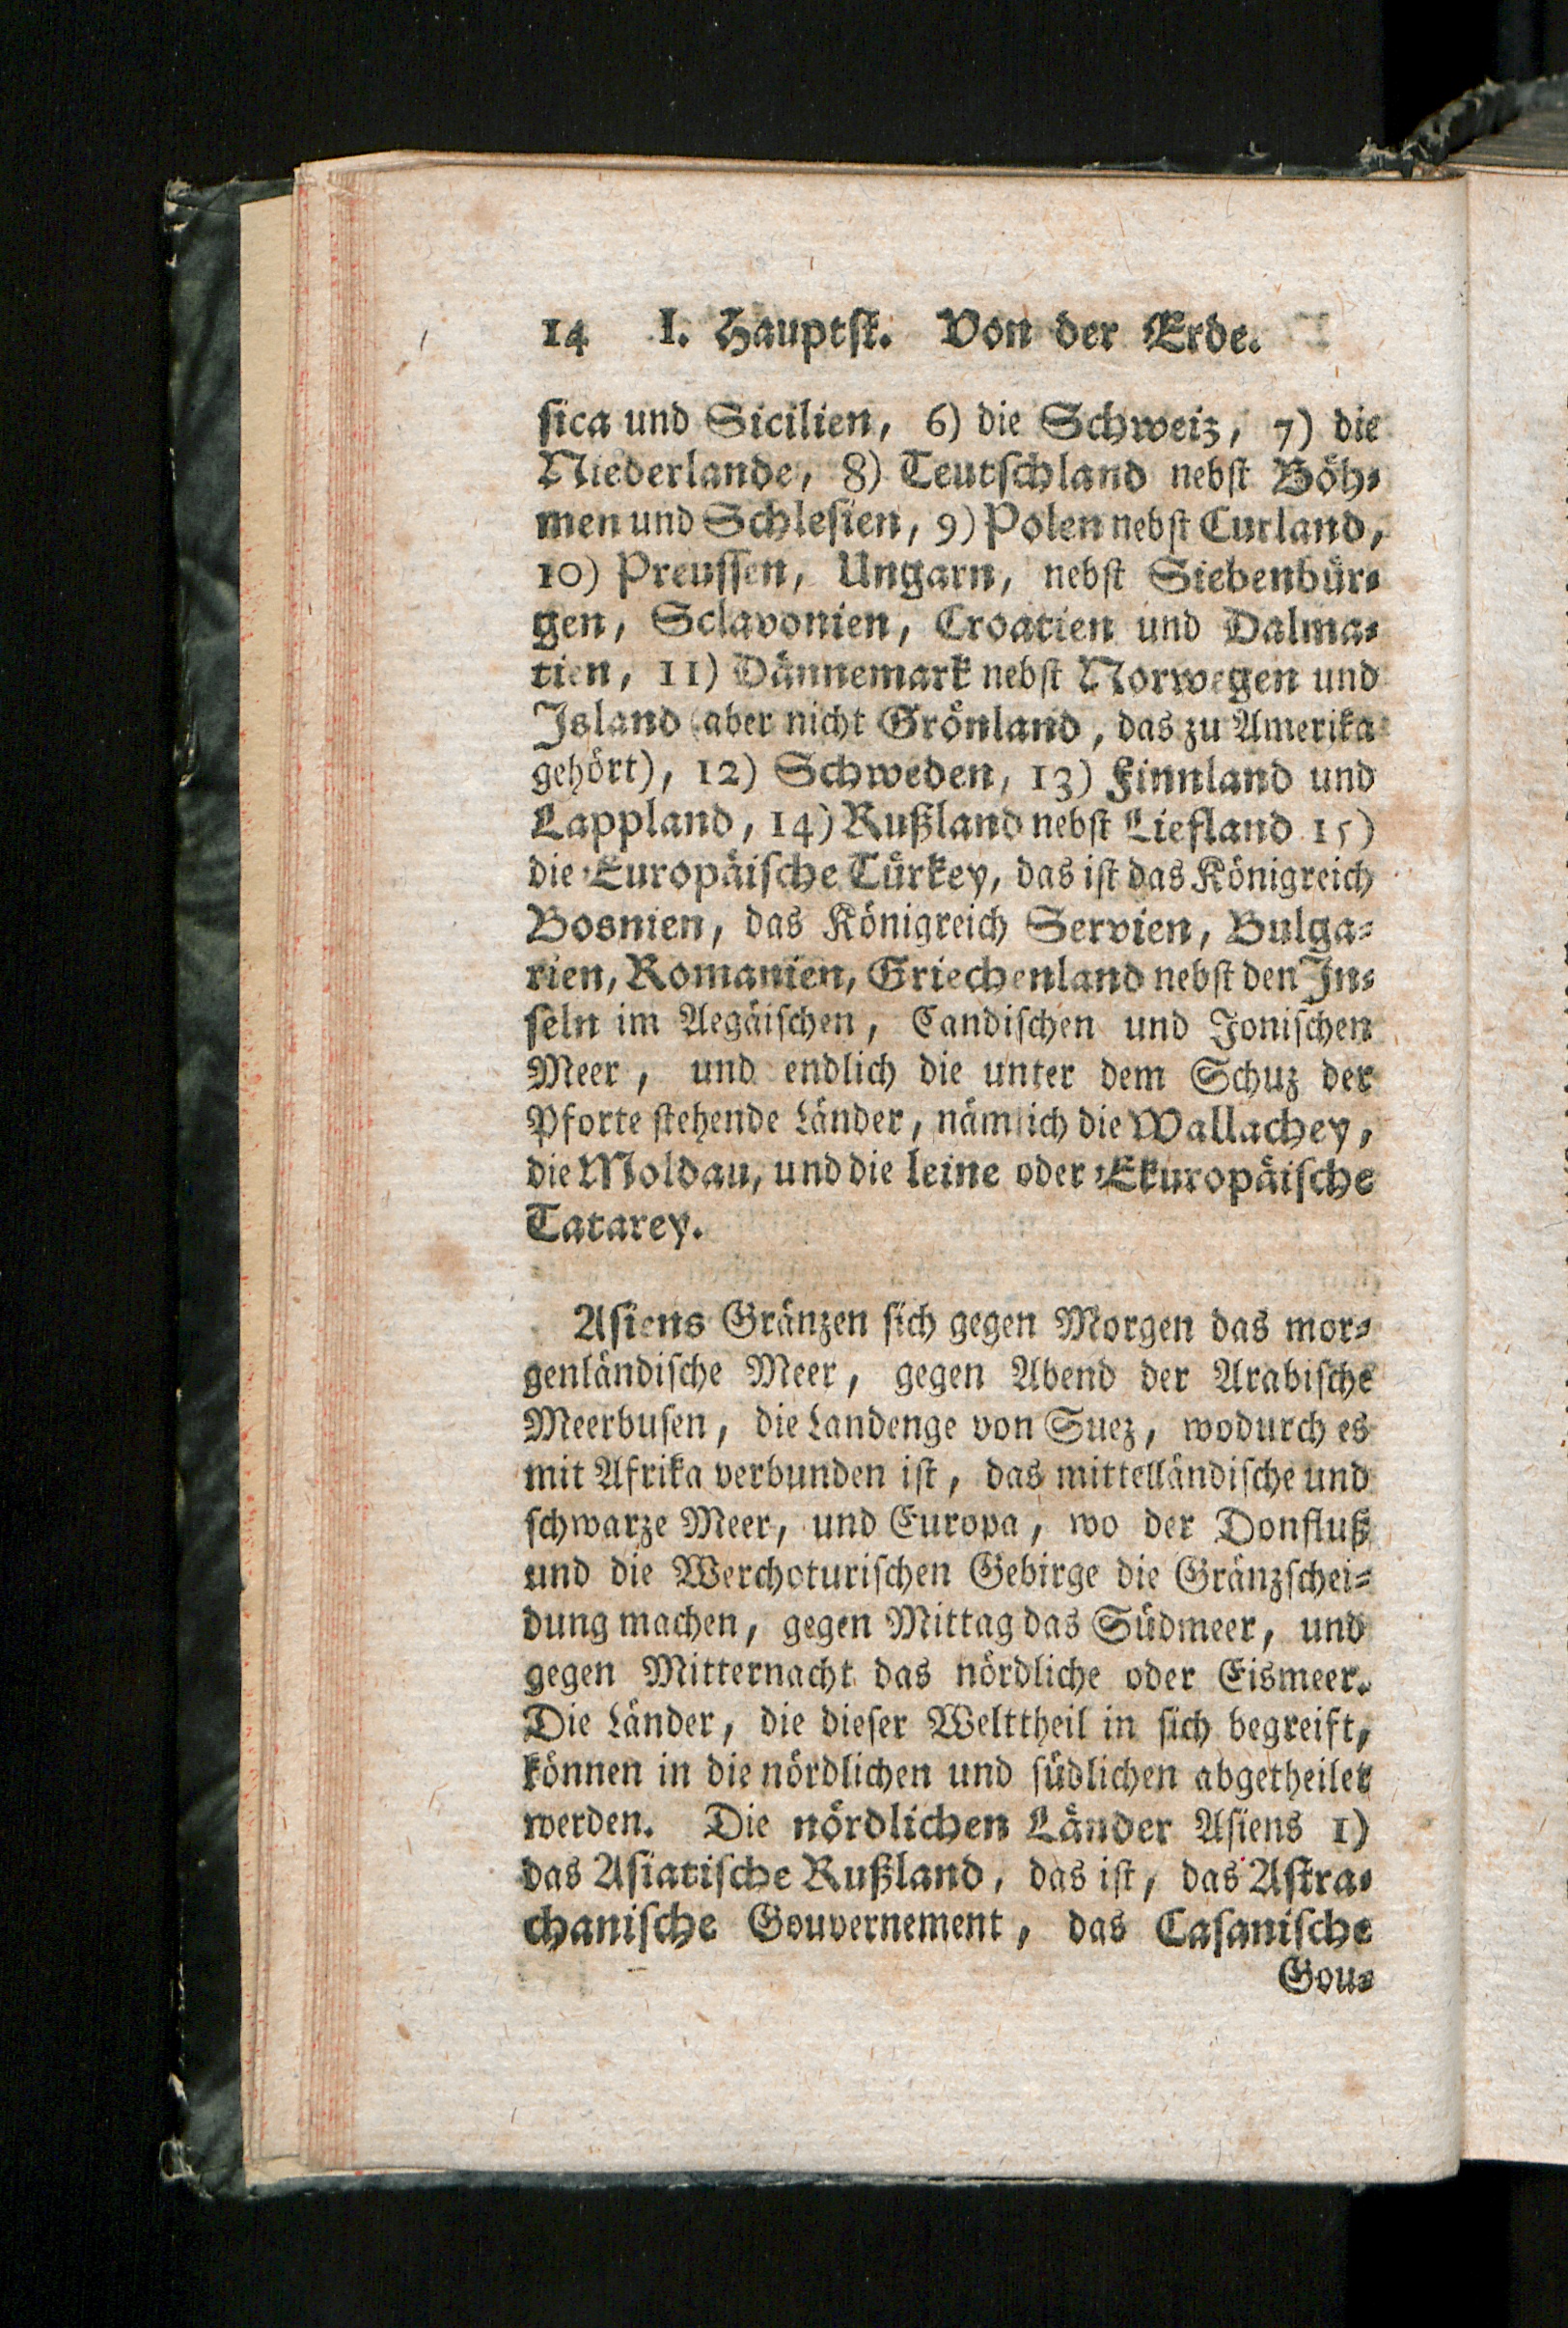 14 I. Hauptst. Von der Erde.
sica und Sicilien, 6) die Schweiz, 7) die
Niederlande, 8) Teutschland nebst Böh-
men und Schlesien, 9) Polen nebst Curland,
10) Preussen, Ungarn, nebst Siebenbür-
gen, Sclavonien, Croatien und Dalma-
tien, 11) Dännemark nebst Norwegen und
Island (aber nicht Grönland, das zu Amerika
gehört), 12) Schweden, 13) Finnland und
Lappland, 14) Rußland nebst Liefland 15)
die Europäische Türkey, das ist das Königreich
Bosnien, das Königreich Servien, Bulga-
rien, Romanien, Griechenland nebst den In-
seln im Aegäischen, Candischen und Jonischen
Meer, und endlich die unter dem Schuz der
Pforte stehende Länder, nämlich die Wallachey,
die Moldau, und die leine oder Ekuropäische
Tatarey.
Asiens Gränzen sich gegen Morgen das mor-
genländische Meer, gegen Abend der Arabische
Meerbusen, die Landenge von Suez, wodurch es
mit Afrika verbunden ist, das mittelländische und
schwarze Meer, und Europa, wo der Donfluß
und die Werchoturischen Gebirge die Gränzschei-
dung machen, gegen Mittag das Südmeer, und
gegen Mitternacht das nördliche oder Eismeer.
Die Länder, die dieser Welttheil in sich begreift,
können in die nördlichen und südlichen abgetheilet
werden. Die nördlichen Länder Asiens 1)
das Asiatische Rußland, das ist, das Astra-
chanische Gouvernement, das Casanische
Gou-